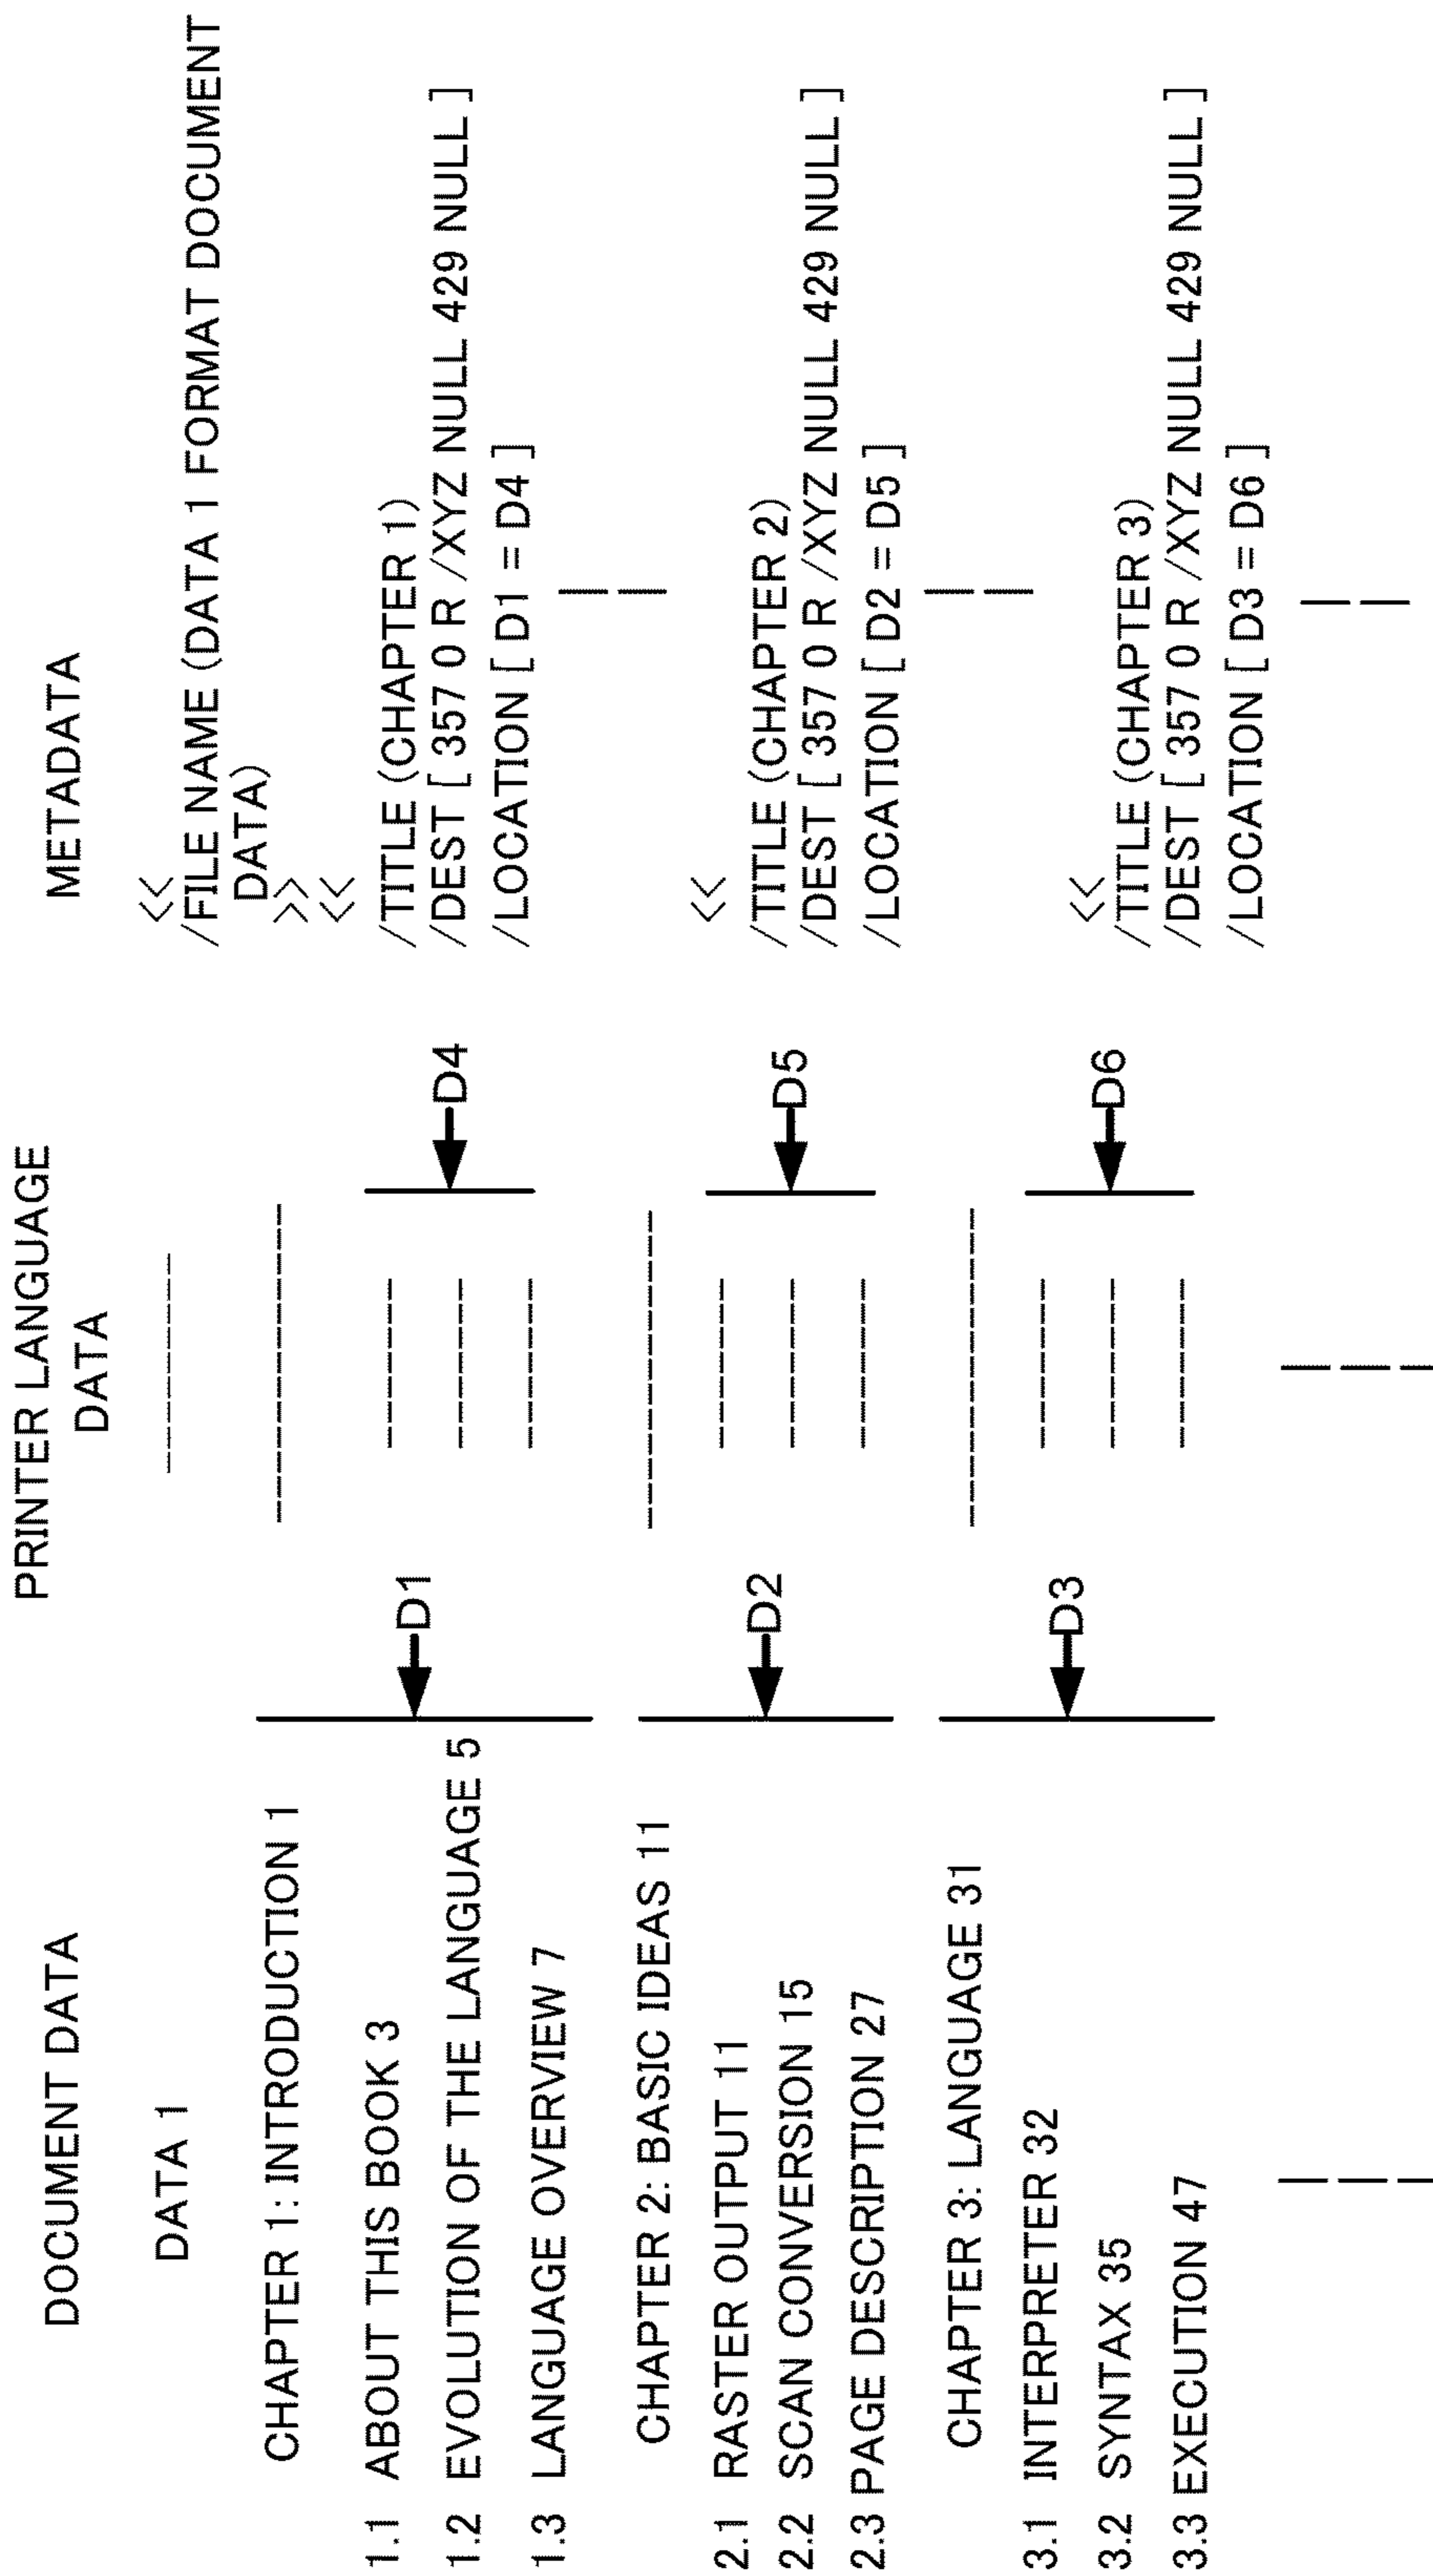 DOCUMENT DATA
DATA 1
CHAPTER 1: INTRODUCTION 1
1.1 ABOUT THIS BOOK 3
1.2 EVOLUTION OF THE LANGUAGE 5
1.3 LANGUAGE OVERVIEW 7
D1
CHAPTER 2: BASIC IDEAS 11
2.1 RASTER OUTPUT 11
2.2 SCAN CONVERSION 15
2.3 PAGE DESCRIPTION 27
D2
CHAPTER 3: LANGUAGE 31
3.1 INTERPRETER 32
3.2 SYNTAX 35
3.3 EXECUTION 47
D3
PRINTER LANGUAGE
DATA
D4
D5
D6
METADATA
<<
/FILE NAME (DATA 1 FORMAT DOCUMENT
DATA)
>>
<<
/TITLE (CHAPTER 1)
/DEST [ 357 0 R /XYZ NULL 429 NULL ]
/LOCATION [ D1 = D4 ]
<<
/TITLE (CHAPTER 2)
/DEST [ 357 0 R /XYZ NULL 429 NULL ]
/LOCATION [ D2 = D5 ]
<<
/TITLE (CHAPTER 3)
/DEST [ 357 0 R /XYZ NULL 429 NULL ]
/LOCATION [ D3 = D6 ]